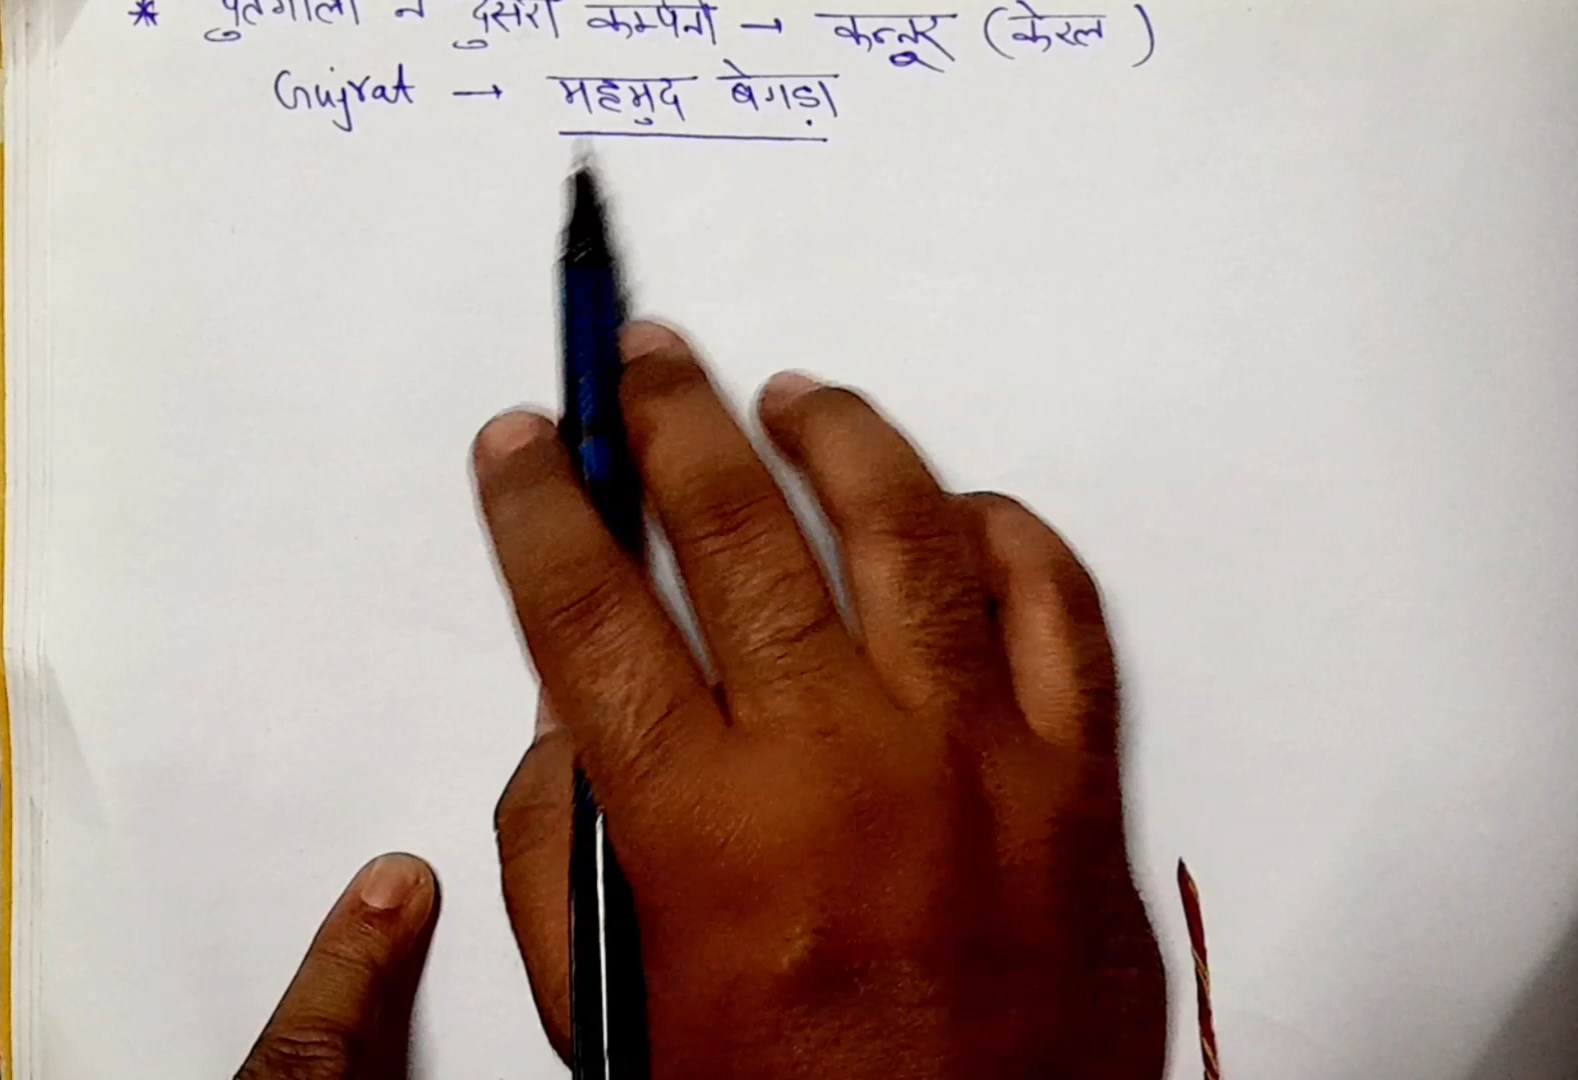 * पुर्तगाली ने दुसरी कम्पनी → कन्नूर (केरल)
Gujrat → महमुद बेगड़ा